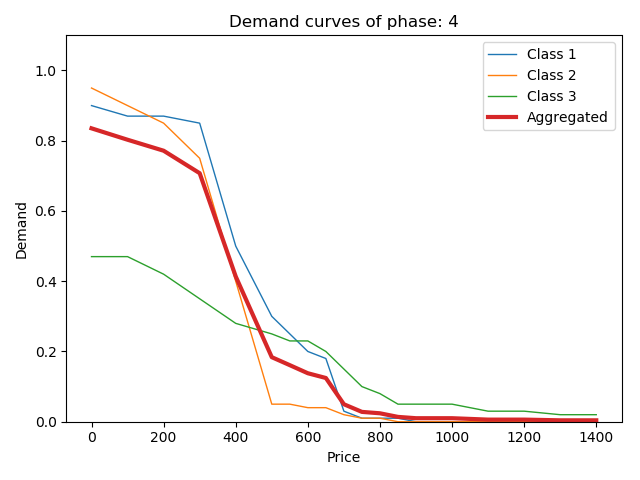 Demand curves of phase: 4
Class 1
Class 2
Class 3
Aggregated
Demand
1.0
0.8
0.6
0.4
0.2
0.0
0 200 400 600 800 1000 1200 1400
Price